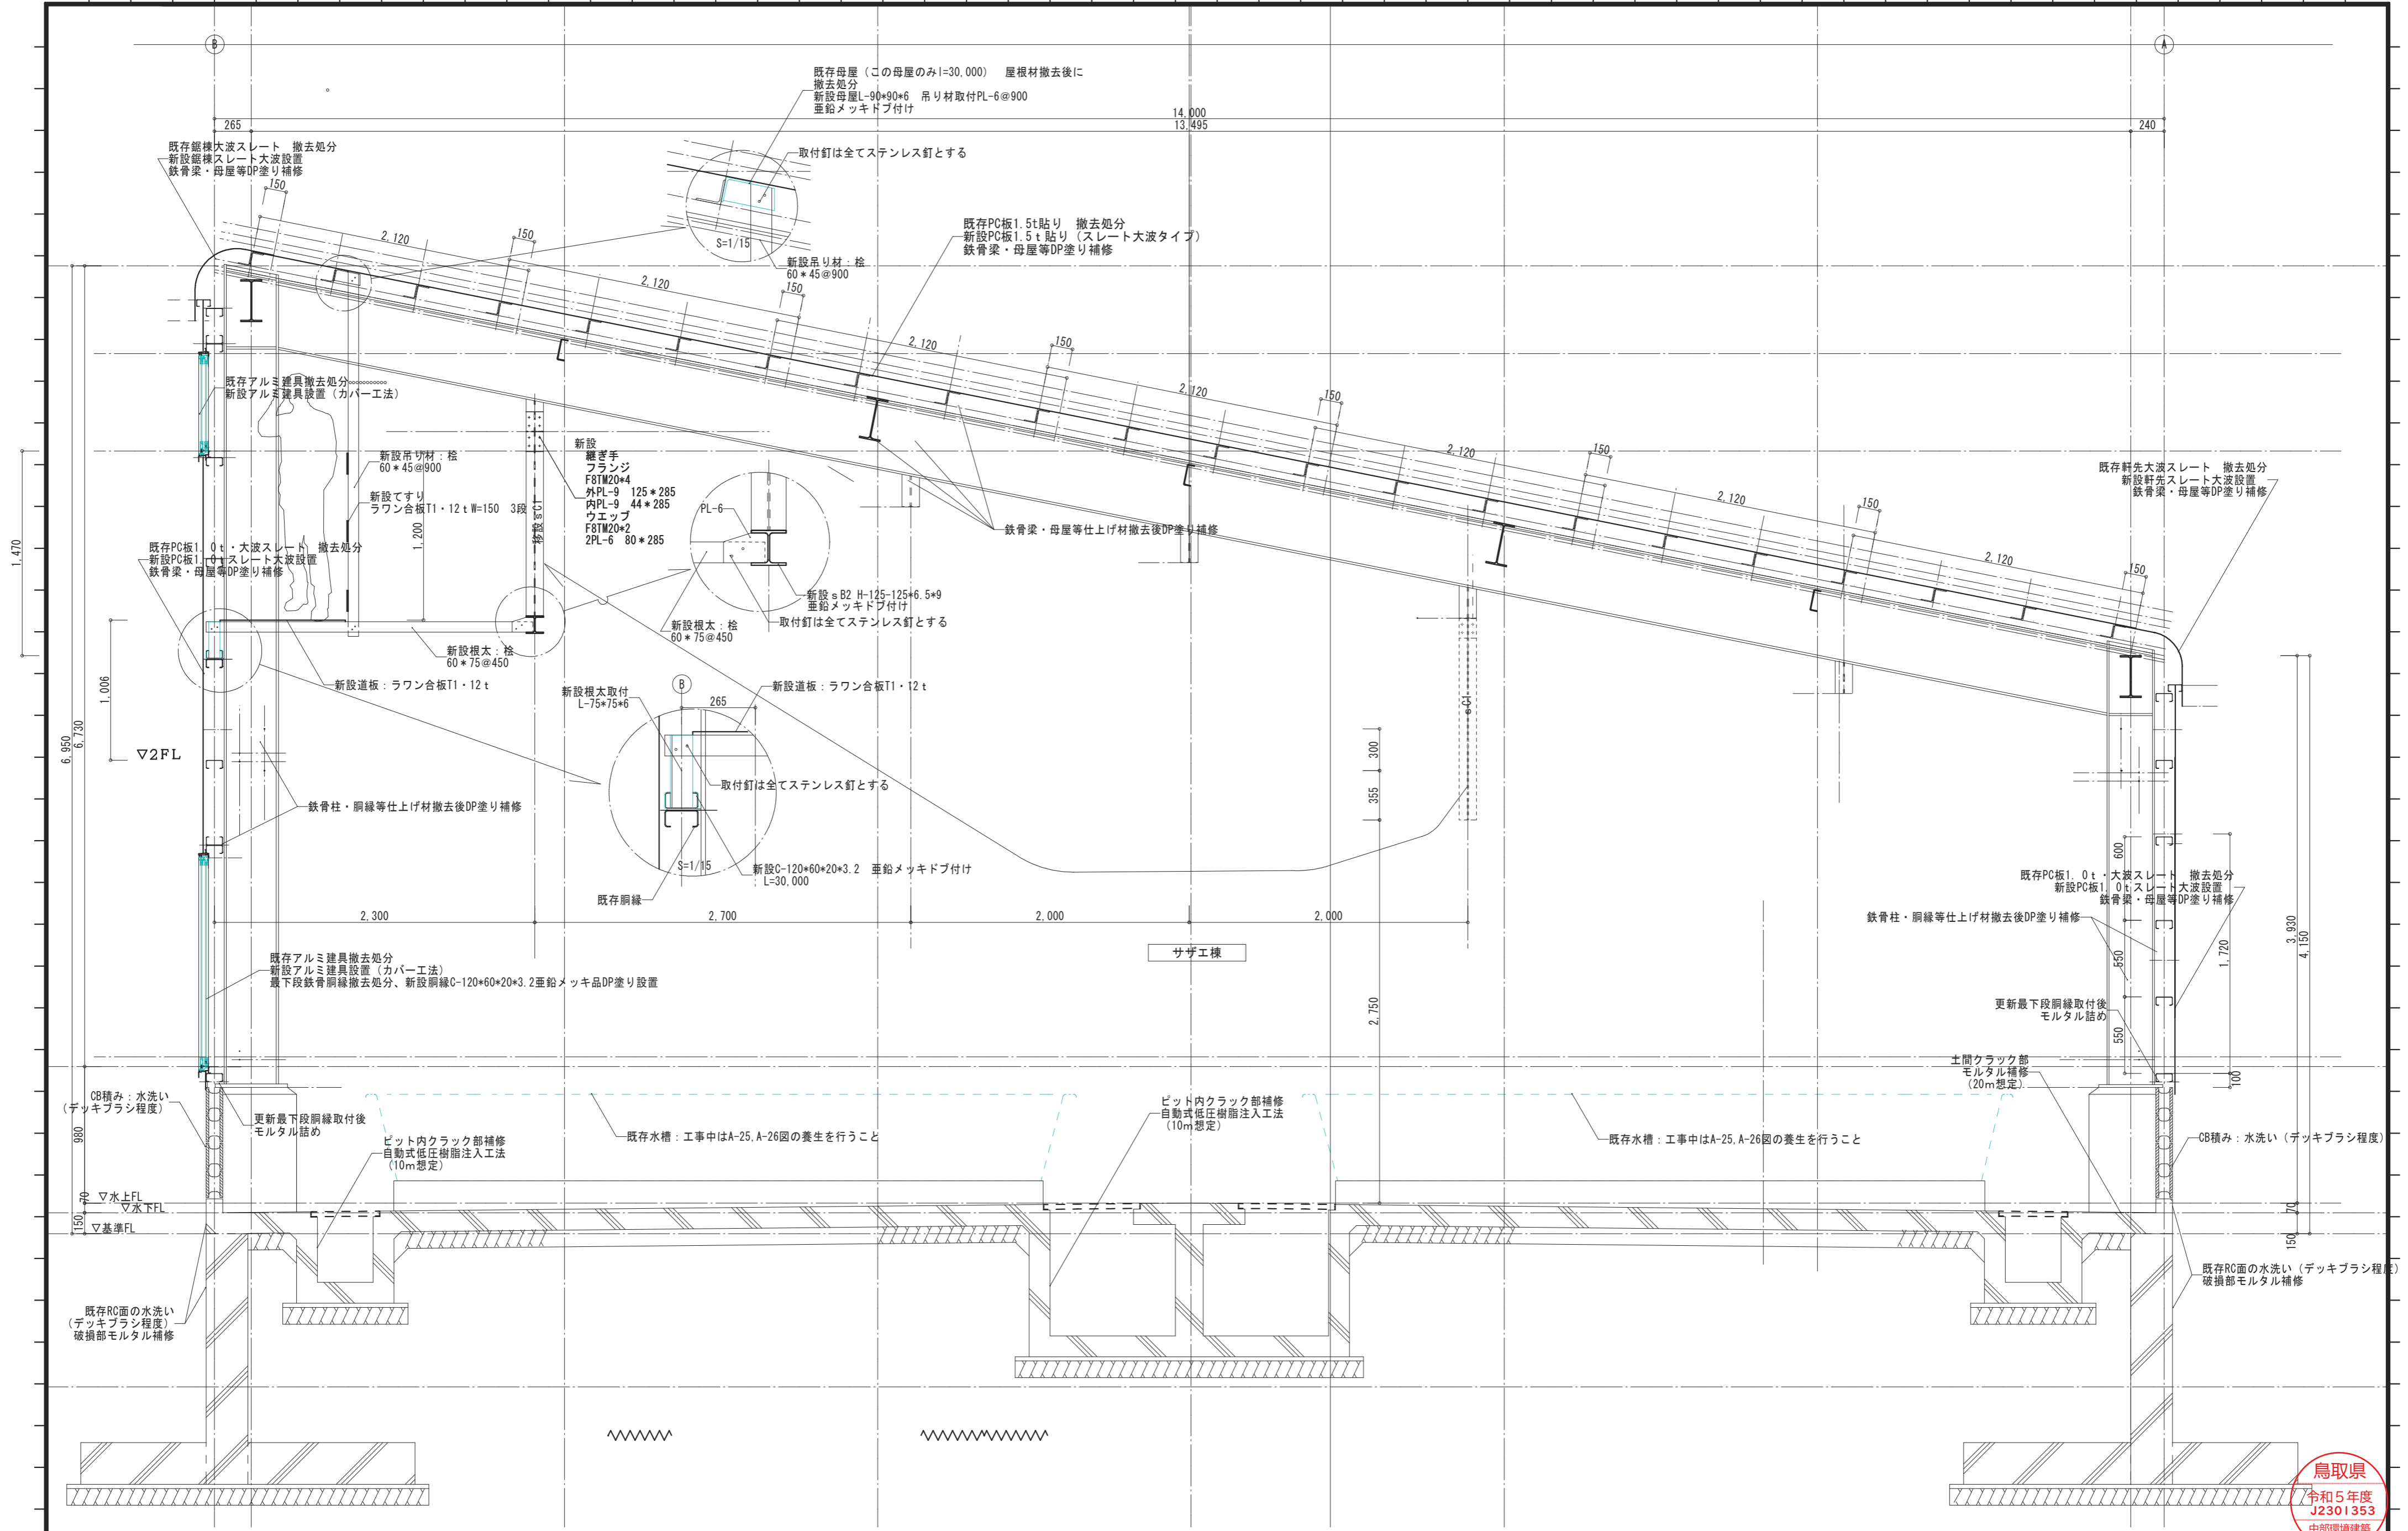 B
A
既存母屋（この母屋のみl=30,000）　屋根材撤去後に
撤去処分
新設母屋L-90*90*6　吊り材取付PL-6@900
亜鉛メッキドブ付け
14,000
13,495
265
240
既存鋸棟大波スレート　撤去処分
新設鋸棟スレート大波設置
鉄骨梁・母屋等DP塗り補修
取付釘は全てステンレス釘とする
S=1/15
新設吊り材：桧
60＊45@900
既存PC板1.5t貼り　撤去処分
新設PC板1.5ｔ貼り（スレート大波タイプ）
鉄骨梁・母屋等DP塗り補修
150
2,120
150
2,120
150
2,120
150
2,120
150
2,120
150
2,120
150
2,120
150
既存アルミ建具撤去処分
新設アルミ建具設置（カバー工法）
新設吊り材：桧
60＊45@900
新設てすり
ラワン合板T1・12ｔW=150　3段
1,200
移設ｓC1
新設
継ぎ手
フランジ
F8TM20*4
外PL-9　125＊285
内PL-9　44＊285
ウエッブ
F8TM20*2
2PL-6　80＊285
PL-6
新設ｓB2 H-125-125*6.5*9
亜鉛メッキドブ付け
取付釘は全てステンレス釘とする
新設根太：桧
60＊75@450
鉄骨梁・母屋等仕上げ材撤去後DP塗り補修
既存軒先大波スレート　撤去処分
新設軒先スレート大波設置
鉄骨梁・母屋等DP塗り補修
1,470
既存PC板1.0ｔ・大波スレート　撤去処分
新設PC板1.0ｔスレート大波設置
鉄骨梁・母屋等DP塗り補修
新設根太：桧
60＊75@450
新設道板：ラワン合板T1・12ｔ
1,006
6,950
6,730
▽2FL
新設根太取付
L-75*75*6
B
265
新設道板：ラワン合板T1・12ｔ
取付釘は全てステンレス釘とする
S=1/15
新設C-120*60*20*3.2　亜鉛メッキドブ付け
L=30,000
既存胴縁
鉄骨柱・胴縁等仕上げ材撤去後DP塗り補修
ｓC1
300
355
2,750
2,300
2,700
2,000
2,000
サザエ棟
既存アルミ建具撤去処分
新設アルミ建具設置（カバー工法）
最下段鉄骨胴縁撤去処分、新設胴縁C-120*60*20*3.2亜鉛メッキ品DP塗り設置
600
550
550
既存PC板1.0ｔ・大波スレート　撤去処分
新設PC板1.0ｔスレート大波設置
鉄骨梁・母屋等DP塗り補修
鉄骨柱・胴縁等仕上げ材撤去後DP塗り補修
1,720
3,930
4,150
更新最下段胴縁取付後
モルタル詰め
100
土間クラック部
モルタル補修
（20ｍ想定）
CB積み：水洗い
（デッキブラシ程度）
更新最下段胴縁取付後
モルタル詰め
980
ピット内クラック部補修
自動式低圧樹脂注入工法
（10ｍ想定）
既存水槽：工事中はA-25,A-26図の養生を行うこと
ピット内クラック部補修
自動式低圧樹脂注入工法
（10ｍ想定）
既存水槽：工事中はA-25,A-26図の養生を行うこと
CB積み：水洗い（デッキブラシ程度）
70
▽水上FL
▽水下FL
150
▽基準FL
70
150
既存RC面の水洗い
（デッキブラシ程度）
破損部モルタル補修
既存RC面の水洗い（デッキブラシ程度）
破損部モルタル補修
鳥取県
令和5年度
J2301353
中部環境建築